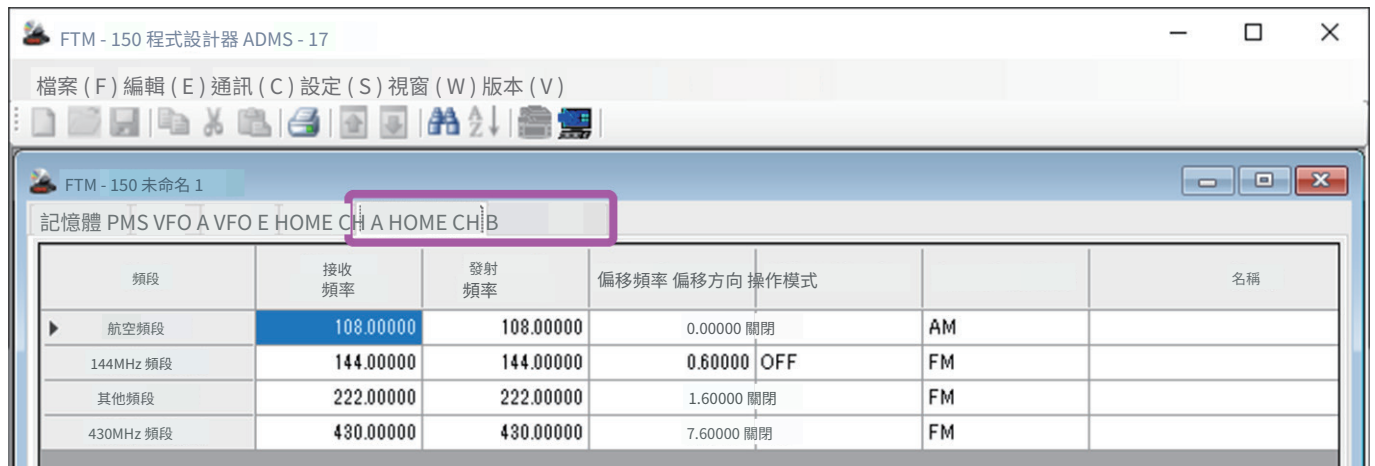 FTM - 150 程式設計器 ADMS - 17
檔案 ( F ) 編輯 ( E ) 通訊 ( C ) 設定 ( S ) 視窗 ( W ) 版本 ( V )
FTM - 150 未命名 1
記憶體 PMS VFO A VFO E HOME CH A HOME CH B
頻段 接收 頻率 發射 頻率 偏移頻率 偏移方向 操作模式 名稱
航空頻段 108.00000 108.00000 0.00000 關閉 AM
144MHz 頻段 144.00000 144.00000 0.60000 OFF FM
其他頻段 222.00000 222.00000 1.60000 關閉 FM
430MHz 頻段 430.00000 430.00000 7.60000 關閉 FM